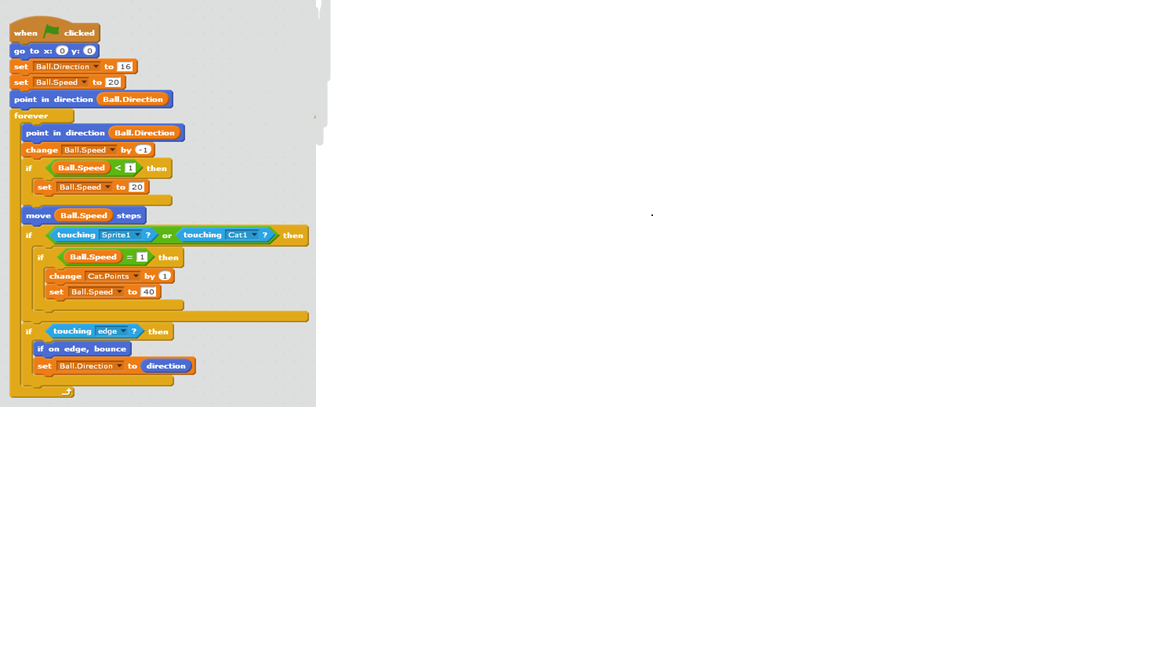 when clicked
go to x: 0 y: 0
set Ball.Direction to 16
set Ball.Speed to 20
point in direction Ball.Direction
forever
point in direction Ball.Direction
change Ball.Speed by -1
if Ball.Speed < 1 then
set Ball.Speed to 20
move Ball.Speed steps
if touching Sprite1 ? or touching Cat1 ? then
if Ball.Speed = 1 then
change Cat.Points by 1
set Ball.Speed to 40
if touching edge ? then
if on edge, bounce
set Ball.Direction to direction